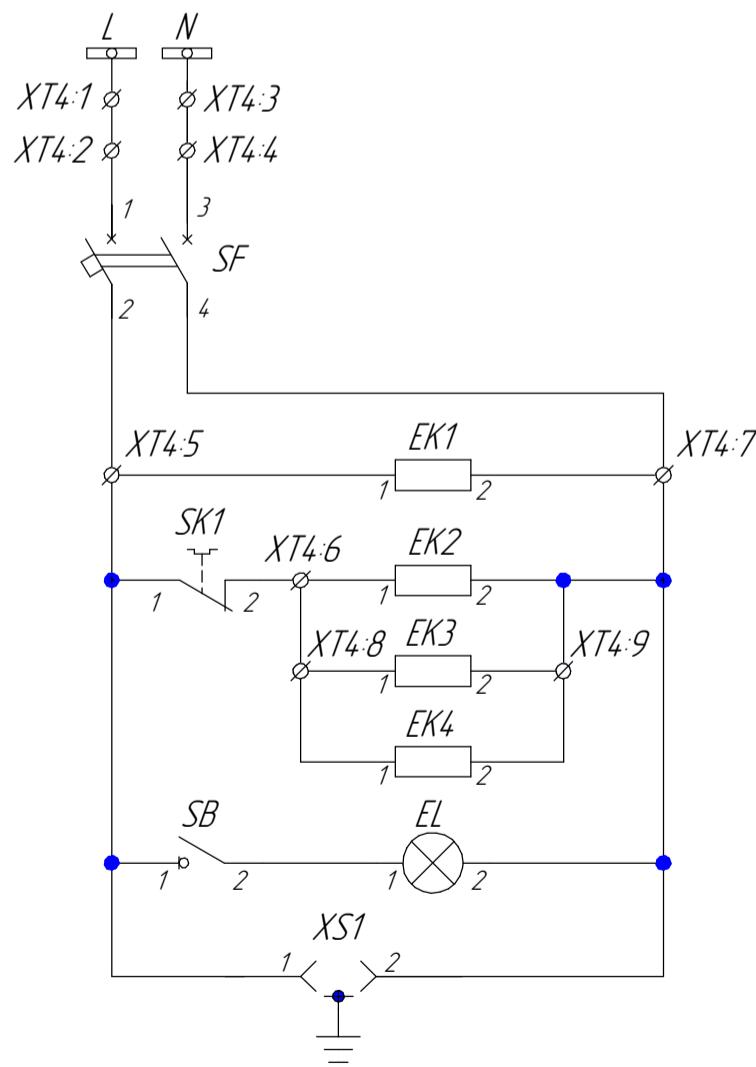 L N
XT4:1 XT4:3
XT4:2 XT4:4
1 3
SF
2 4
XT4:5 EK1 XT4:7
1 2
SK1 XT4:6 EK2
1 2 1 2
XT4:8 EK3 XT4:9
1 2
EK4
1 2
SB EL
1 2 1 2
XS1
1 2